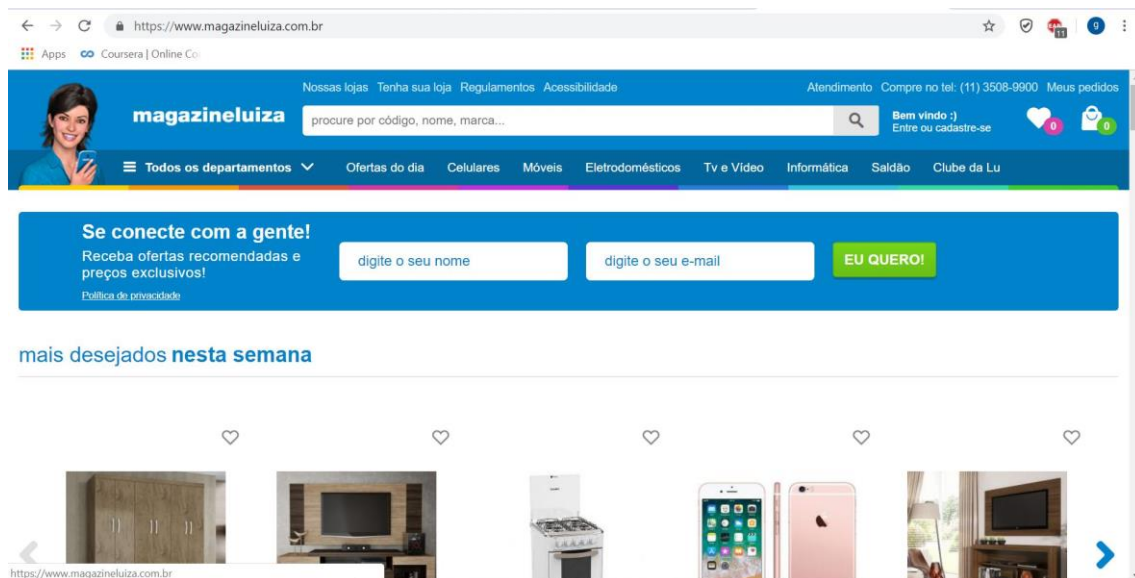 https://www.magazineluiza.com.br
11
g
Apps Coursera | Online Co
Nossas lojas Tenha sua loja Regulamentos Acessibilidade Atendimento Compre no tel: (11) 3508-9900 Meus pedidos
magazineluiza
procure por código, nome, marca...
Bem vindo :)
Entre ou cadastre-se
0
0
Todos os departamentos Ofertas do dia Celulares Móveis Eletrodomésticos Tv e Vídeo Informática Saldão Clube da Lu
Se conecte com a gente!
Receba ofertas recomendadas e
preços exclusivos!
Política de privacidade
digite o seu nome
digite o seu e-mail
EU QUERO!
mais desejados nesta semana
https://www.magazineluiza.com.br